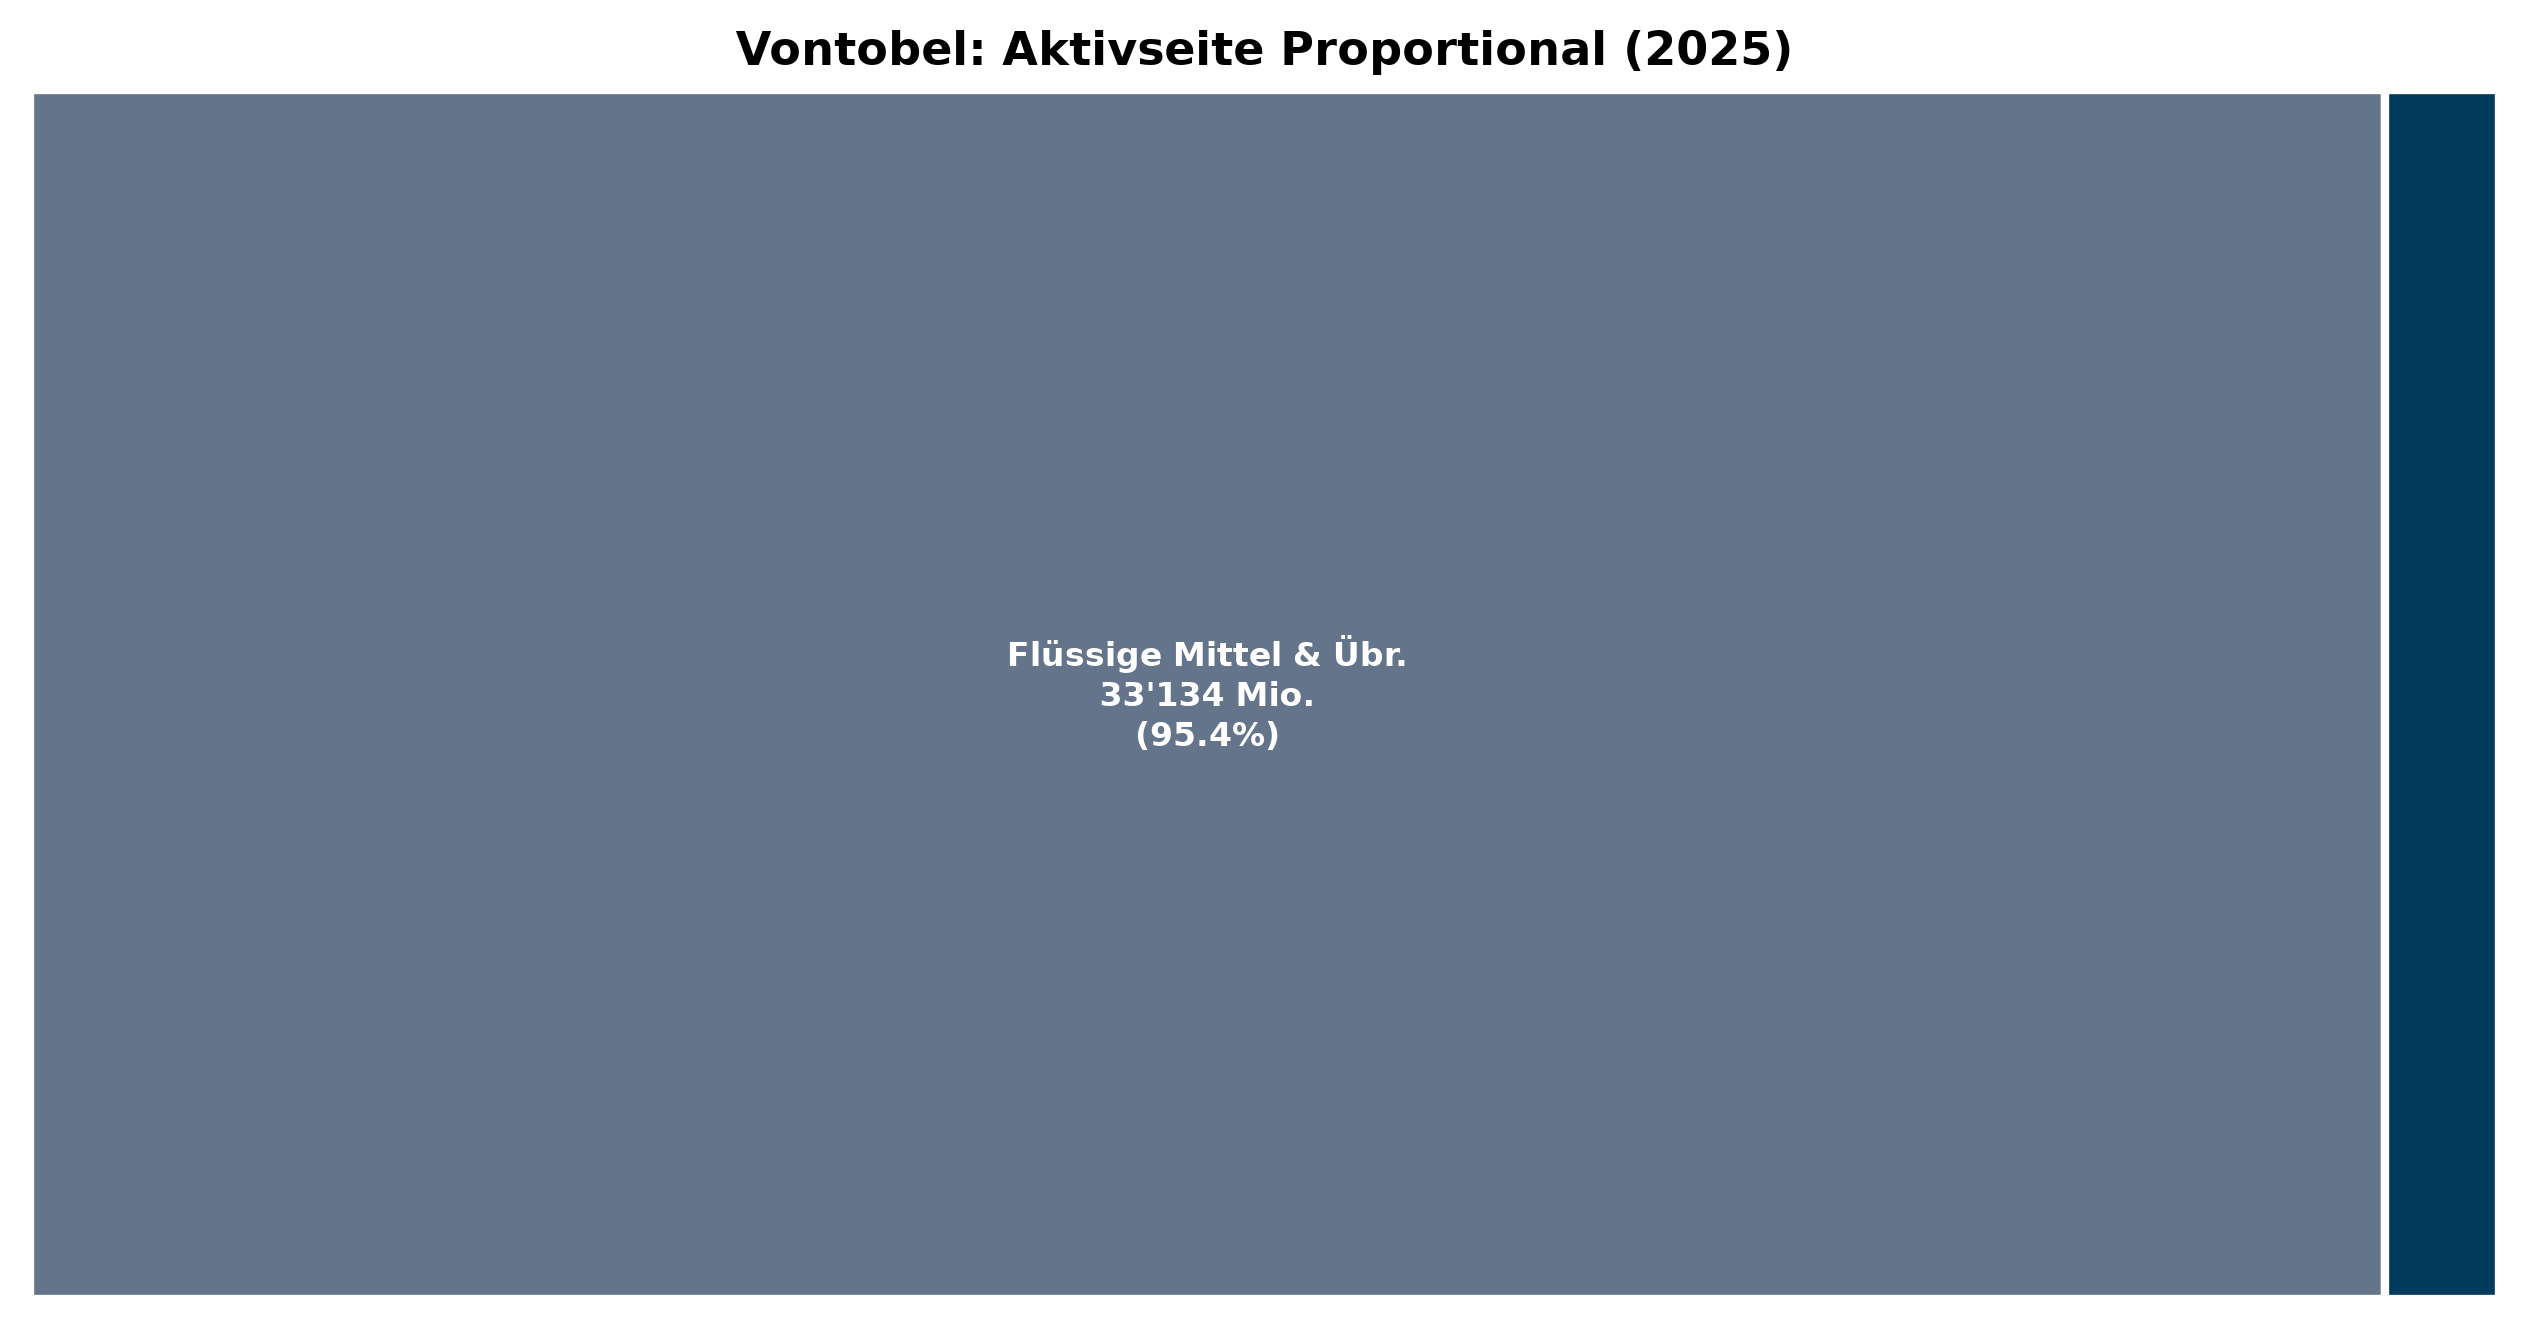 Vontobel: Aktivseite Proportional (2025)
Flüssige Mittel & Übr.
33'134 Mio.
(95.4%)